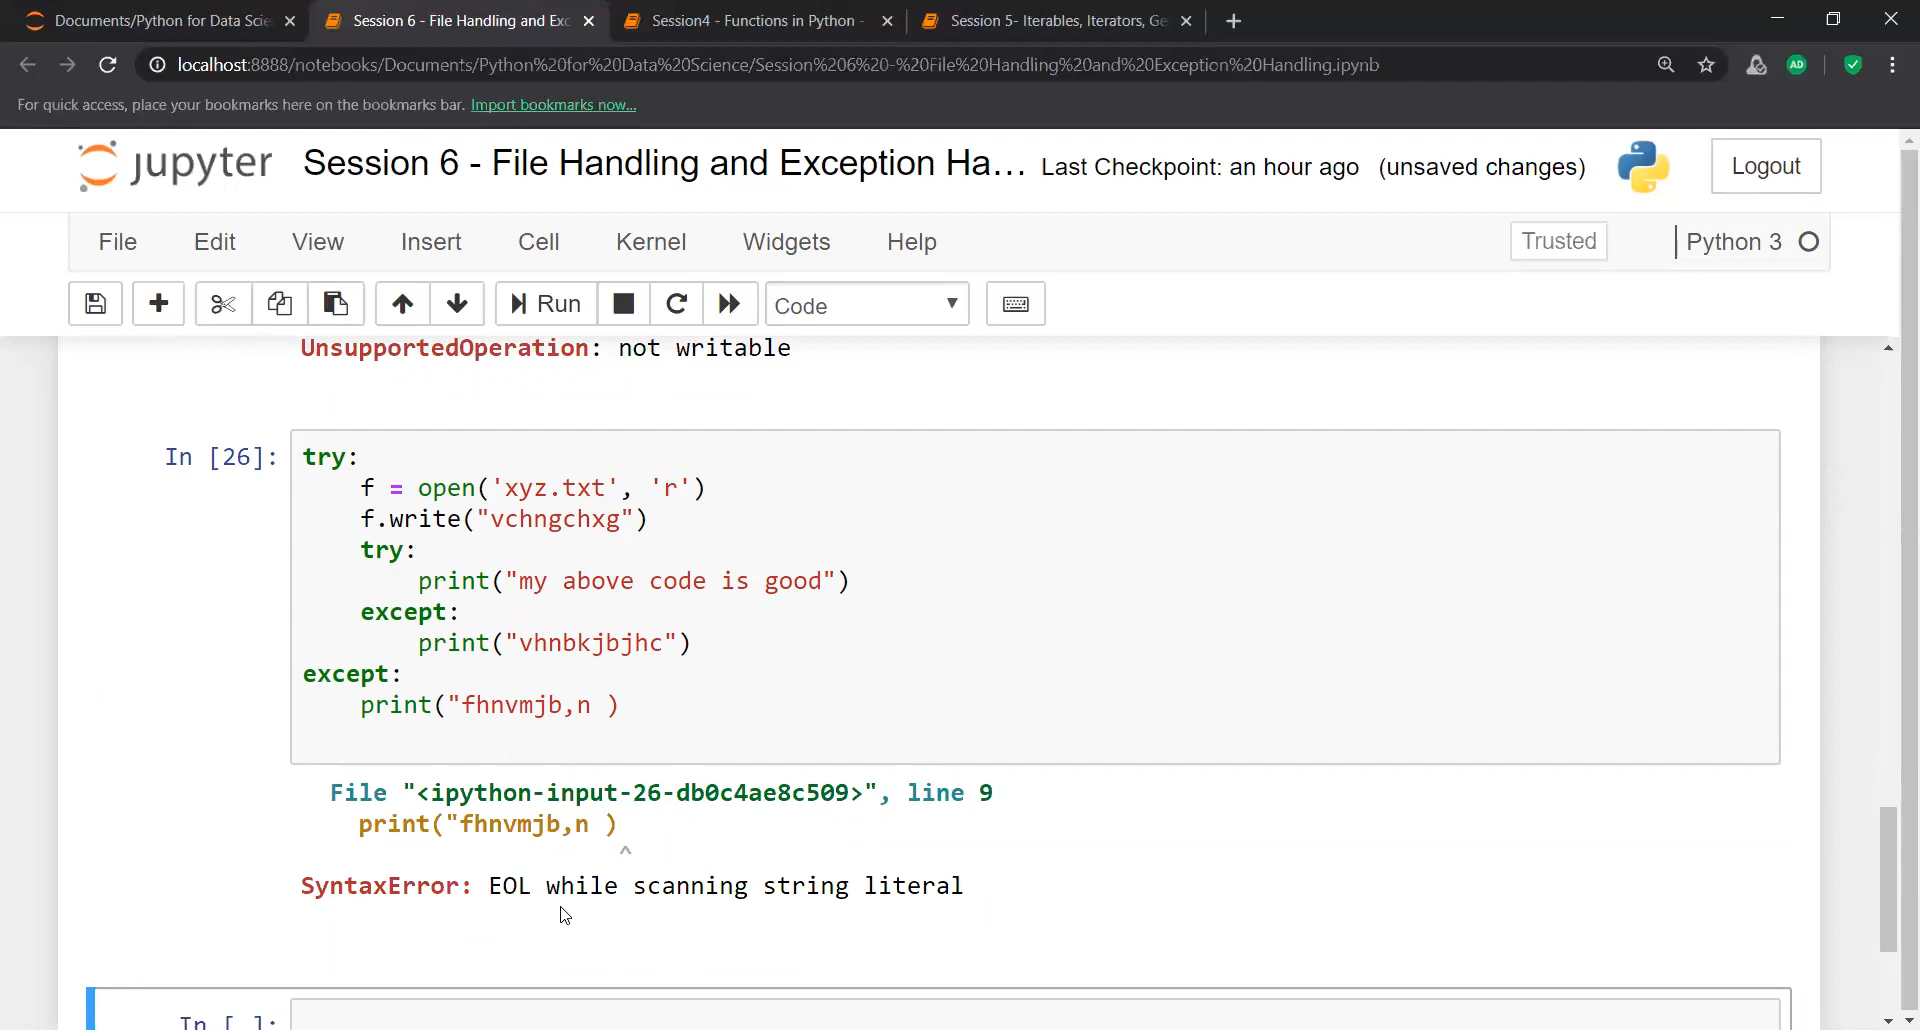 Documents/Python for Data Scie
Session 6 - File Handling and Exc
Session4 - Functions in Python -
Session 5- Iterables, Iterators, Ge
localhost:8888/notebooks/Documents/Python%20for%20Data%20Science/Session%206%20-%20File%20Handling%20and%20Exception%20Handling.ipynb
AD
For quick access, place your bookmarks here on the bookmarks bar. Import bookmarks now...
jupyter Session 6 - File Handling and Exception Ha... Last Checkpoint: an hour ago (unsaved changes) Logout
File Edit View Insert Cell Kernel Widgets Help Trusted Python 3
Run Code
UnsupportedOperation: not writable
In [26]: try:
f = open('xyz.txt', 'r')
f.write("vchngchxg")
try:
print("my above code is good")
except:
print("vhnbkjbjhc")
except:
print("fhnvmjb,n )
File "<ipython-input-26-db0c4ae8c509>", line 9
print("fhnvmjb,n )
^
SyntaxError: EOL while scanning string literal
In [ ]: